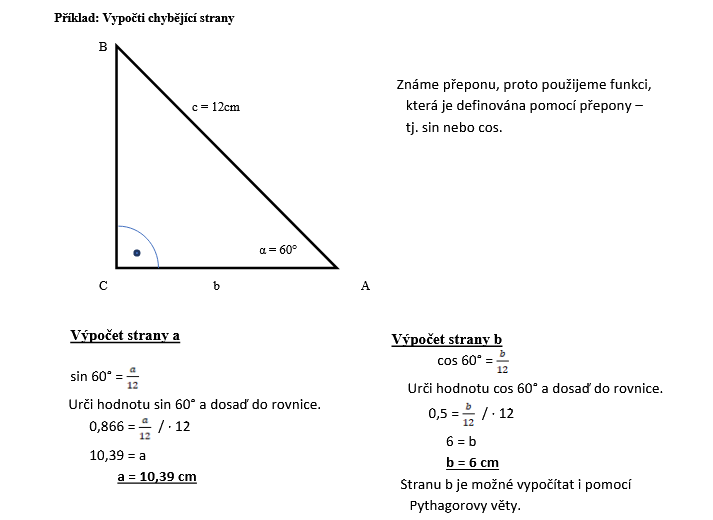 Příklad: Vypočti chybějící strany
B
c = 12cm
Známe přeponu, proto použijeme funkci,
která je definována pomocí přepony –
tj. sin nebo cos.
α = 60°
C
b
A
Výpočet strany a
sin 60° = a/12
Urči hodnotu sin 60° a dosaď do rovnice.
0,866 = a/12 / · 12
10,39 = a
a = 10,39 cm
Výpočet strany b
cos 60° = b/12
Urči hodnotu cos 60° a dosaď do rovnice.
0,5 = b/12 / · 12
6 = b
b = 6 cm
Stranu b je možné vypočítat i pomocí
Pythagorovy věty.